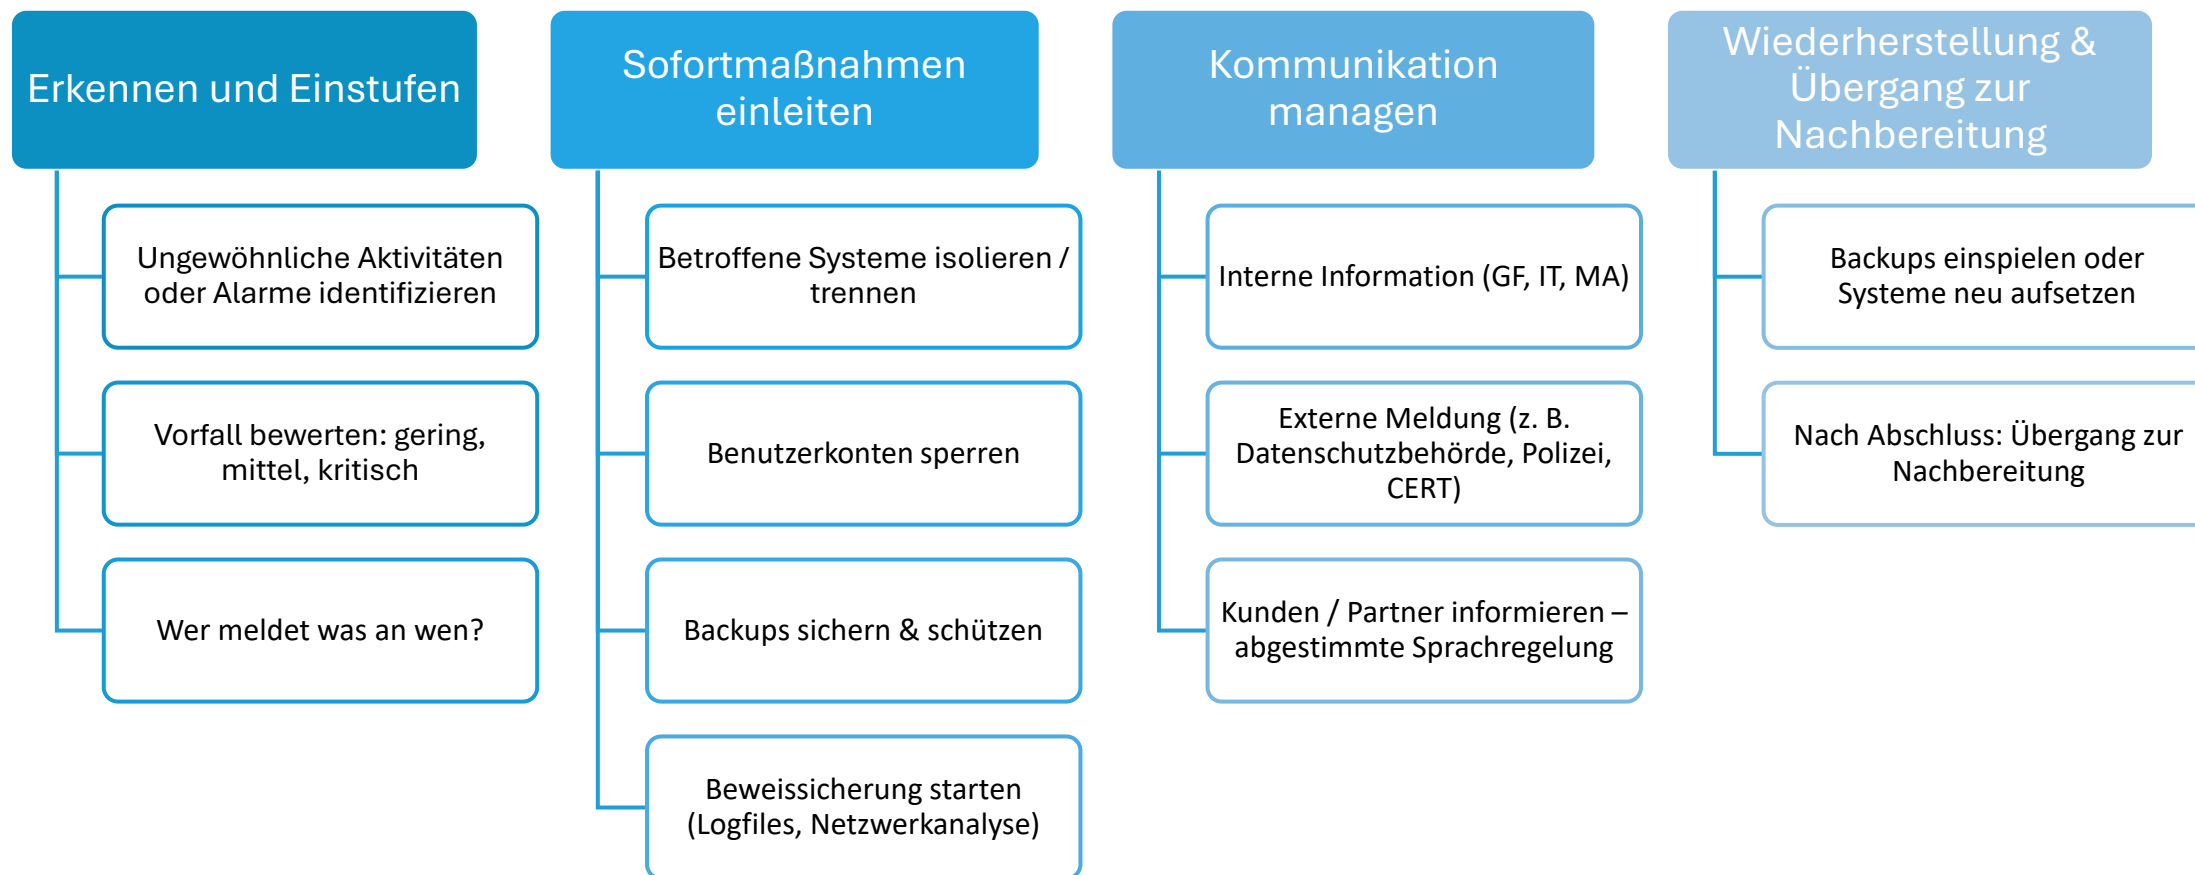 Erkennen und Einstufen
Ungewöhnliche Aktivitäten
oder Alarme identifizieren
Vorfall bewerten: gering,
mittel, kritisch
Wer meldet was an wen?
Sofortmaßnahmen
einleiten
Betroffene Systeme isolieren /
trennen
Benutzerkonten sperren
Backups sichern & schützen
Beweissicherung starten
(Logfiles, Netzwerkanalyse)
Kommunikation
managen
Interne Information (GF, IT, MA)
Externe Meldung (z. B.
Datenschutzbehörde, Polizei,
CERT)
Kunden / Partner informieren –
abgestimmte Sprachregelung
Wiederherstellung &
Übergang zur
Nachbereitung
Backups einspielen oder
Systeme neu aufsetzen
Nach Abschluss: Übergang zur
Nachbereitung